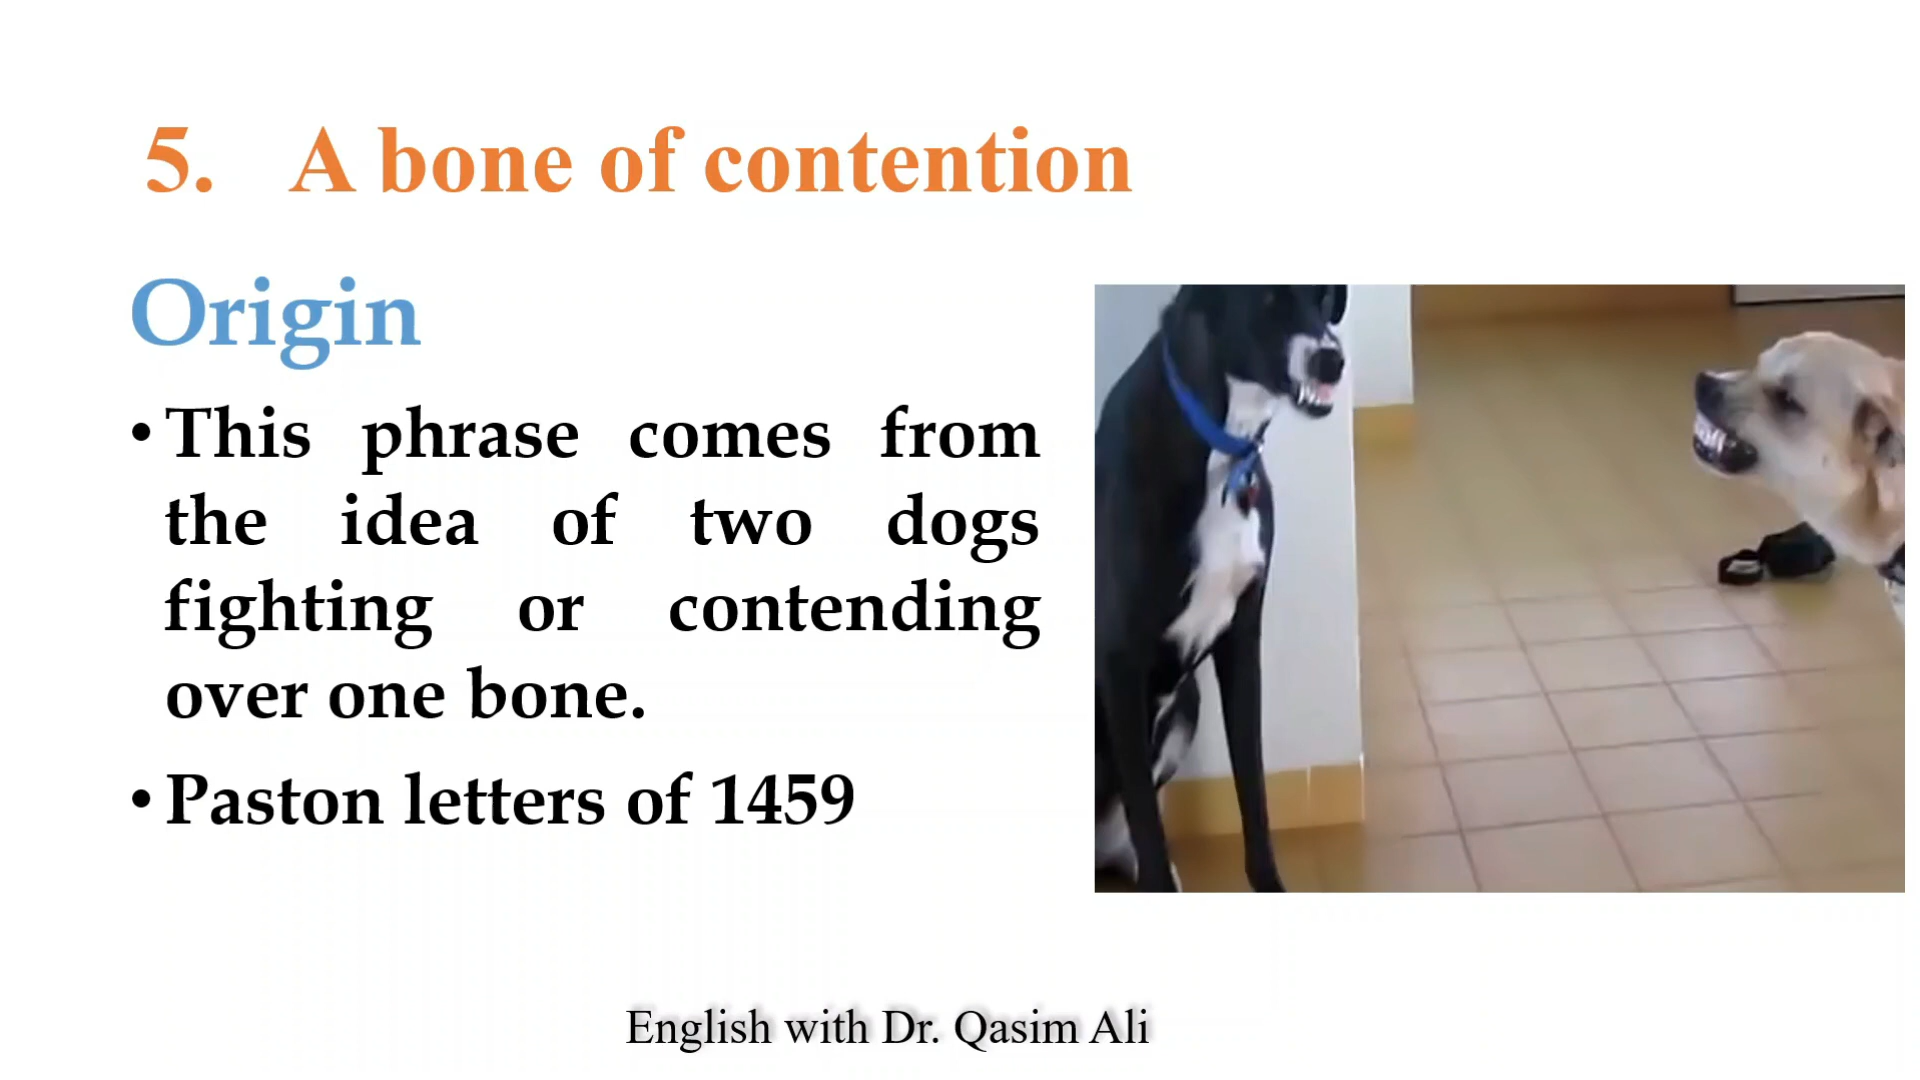 5. A bone of contention
Origin
• This phrase comes from
the idea of two dogs
fighting or contending
over one bone.
• Paston letters of 1459
English with Dr. Qasim Ali